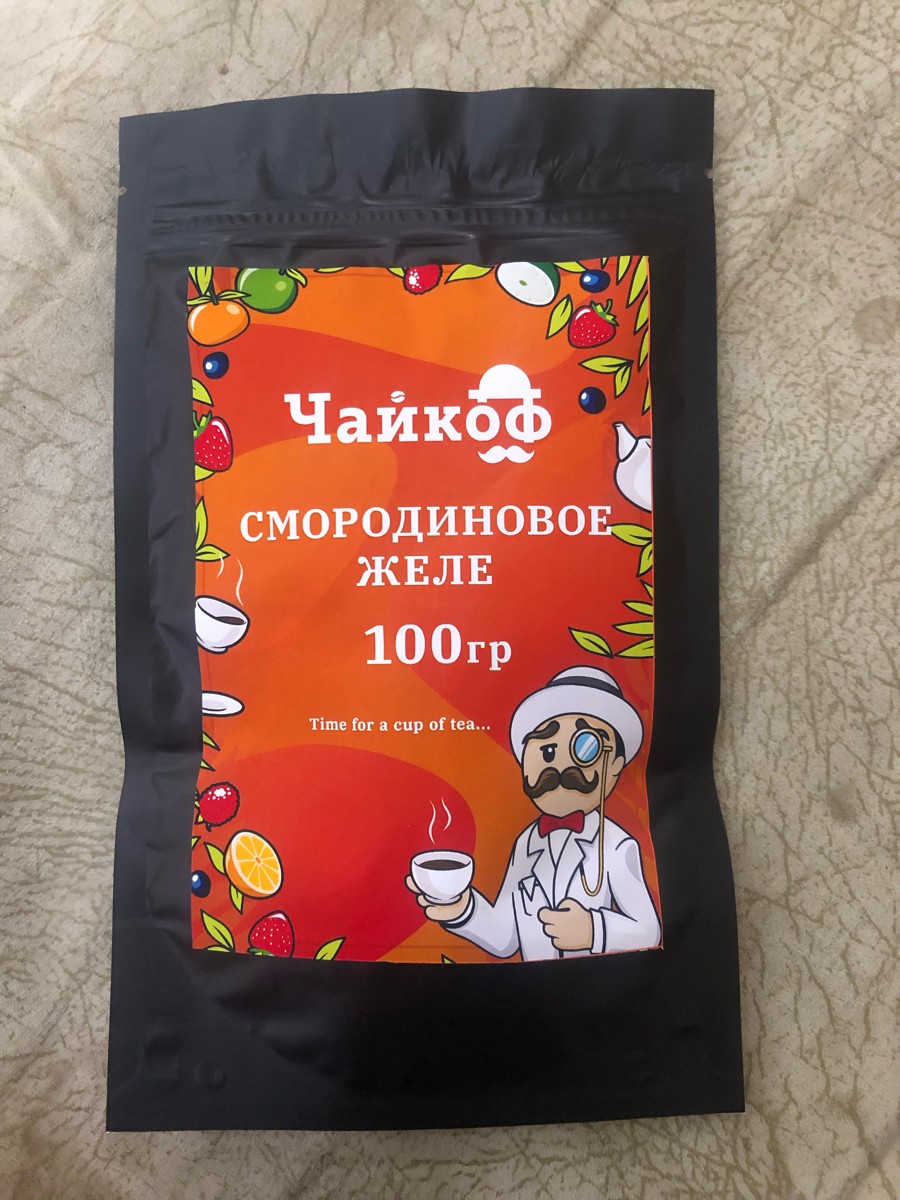 Чайкоф
СМОРОДИНОВОЕ
ЖЕЛЕ
100гр
Time for a cup of tea...